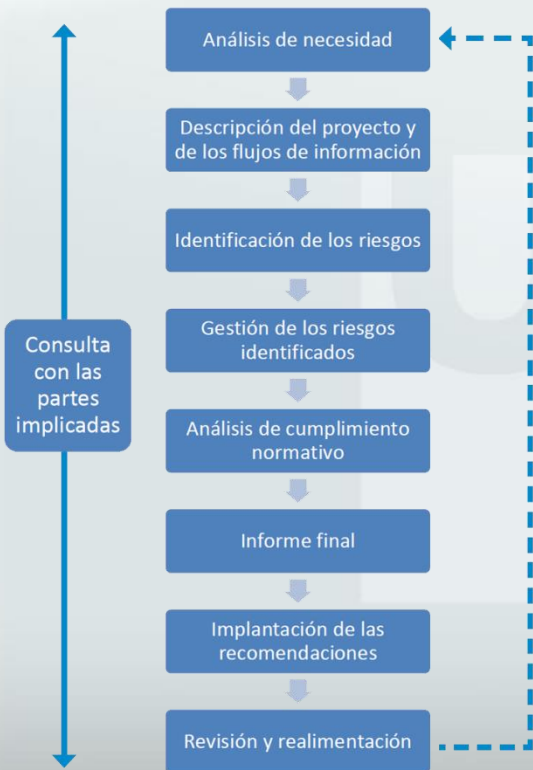 Análisis de necesidad
Descripción del proyecto y
de los flujos de información
Identificación de los riesgos
Gestión de los riesgos
identificados
Consulta
con las
partes
implicadas
Análisis de cumplimiento
normativo
Informe final
Implantación de las
recomendaciones
Revisión y realimentación